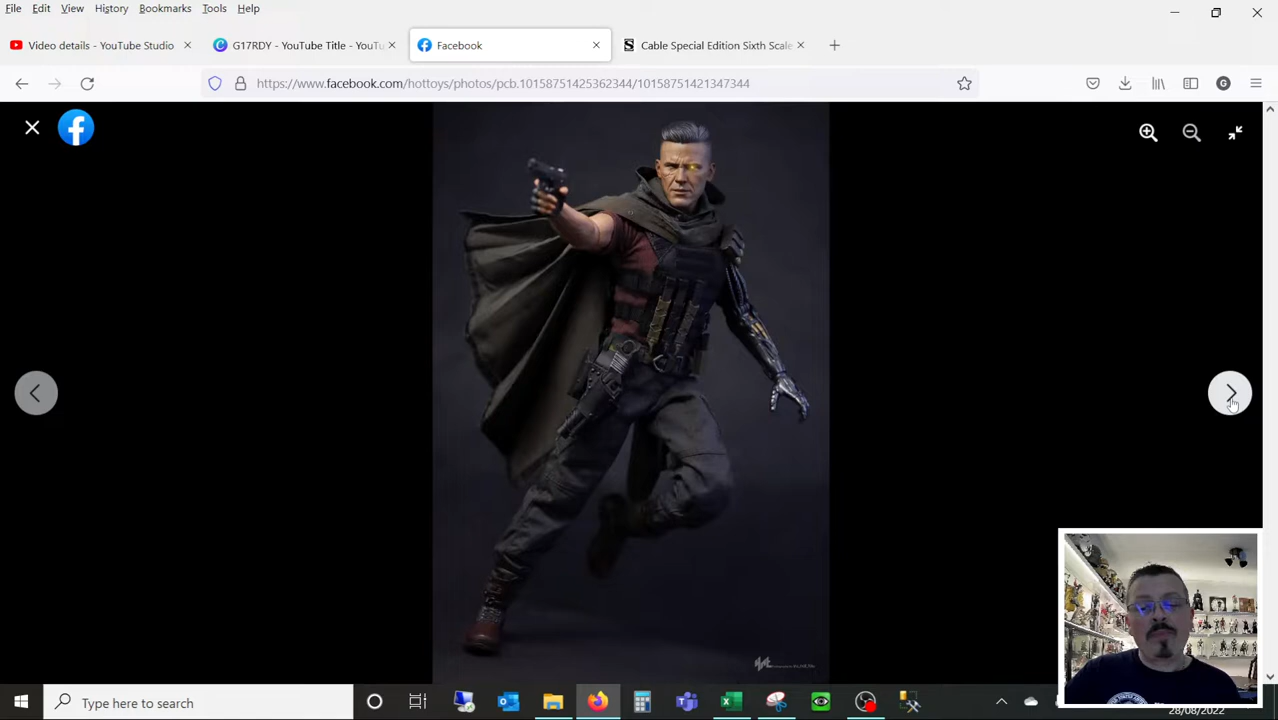 File Edit View History Bookmarks Tools Help
Video details - YouTube Studio
G17RDY - YouTube Title - YouTu
Facebook
Cable Special Edition Sixth Scale
https://www.facebook.com/hottoys/photos/pcb.10158751425362344/10158751421347344
G
Type here to search
28/08/2022